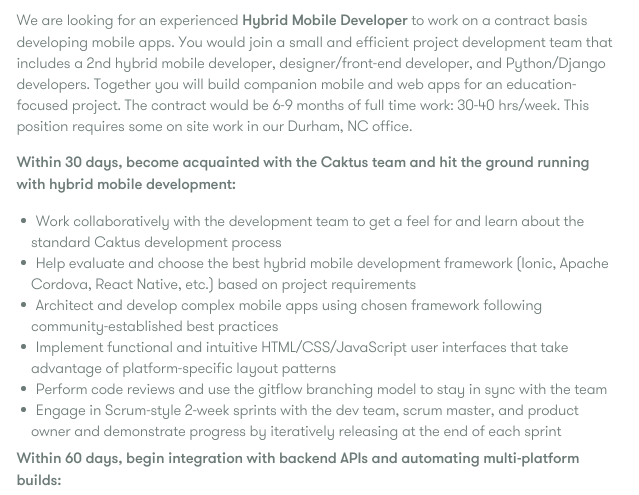 We are looking for an experienced Hybrid Mobile Developer to work on a contract basis
developing mobile apps. You would join a small and efficient project development team that
includes a 2nd hybrid mobile developer, designer/front-end developer, and Python/Django
developers. Together you will build companion mobile and web apps for an education-
focused project. The contract would be 6-9 months of full time work: 30-40 hrs/week. This
position requires some on site work in our Durham, NC office.
Within 30 days, become acquainted with the Caktus team and hit the ground running
with hybrid mobile development:
• Work collaboratively with the development team to get a feel for and learn about the
standard Caktus development process
• Help evaluate and choose the best hybrid mobile development framework (Ionic, Apache
Cordova, React Native, etc.) based on project requirements
• Architect and develop complex mobile apps using chosen framework following
community-established best practices
• Implement functional and intuitive HTML/CSS/JavaScript user interfaces that take
advantage of platform-specific layout patterns
• Perform code reviews and use the gitflow branching model to stay in sync with the team
• Engage in Scrum-style 2-week sprints with the dev team, scrum master, and product
owner and demonstrate progress by iteratively releasing at the end of each sprint
Within 60 days, begin integration with backend APIs and automating multi-platform
builds: